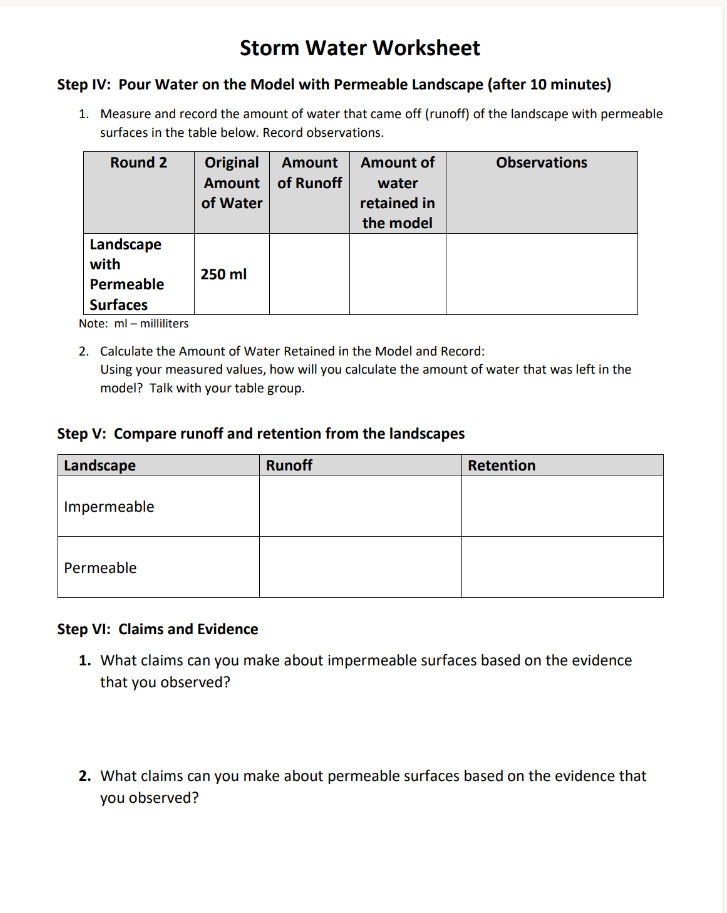 Storm Water Worksheet
Step IV: Pour Water on the Model with Permeable Landscape (after 10 minutes)
1. Measure and record the amount of water that came off (runoff) of the landscape with permeable
surfaces in the table below. Record observations.
Round 2
Original
Amount
of Water
Amount
of Runoff
Amount of
water
retained in
the model
Observations
Landscape
with
Permeable
Surfaces
250 ml
Note: ml – milliliters
2. Calculate the Amount of Water Retained in the Model and Record:
Using your measured values, how will you calculate the amount of water that was left in the
model? Talk with your table group.
Step V: Compare runoff and retention from the landscapes
Landscape
Runoff
Retention
Impermeable
Permeable
Step VI: Claims and Evidence
1. What claims can you make about impermeable surfaces based on the evidence
that you observed?
2. What claims can you make about permeable surfaces based on the evidence that
you observed?